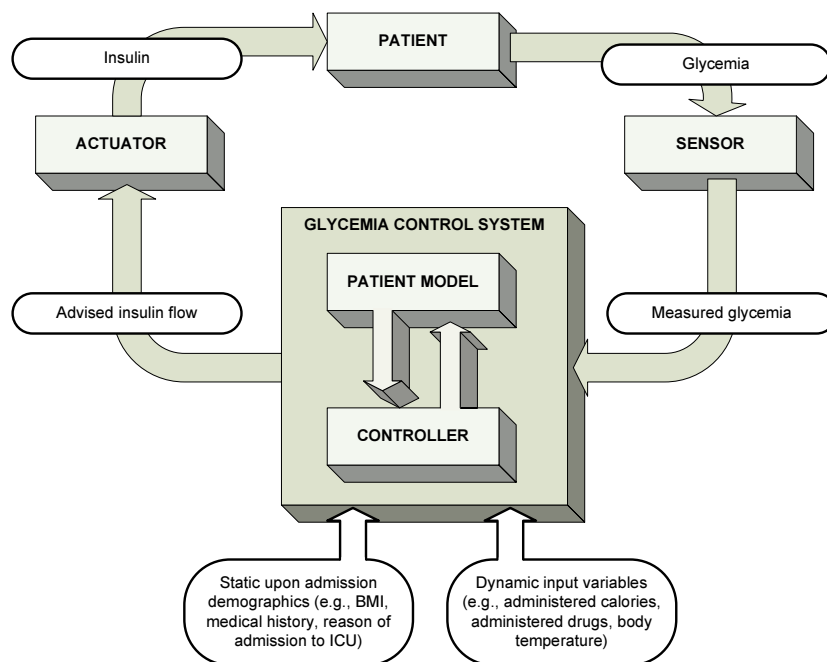 PATIENT
Insulin
Glycemia
ACTUATOR
SENSOR
GLYCEMIA CONTROL SYSTEM
PATIENT MODEL
Advised insulin flow
Measured glycemia
CONTROLLER
Static upon admission
demographics (e.g., BMI,
medical history, reason of
admission to ICU)
Dynamic input variables
(e.g., administered calories,
administered drugs, body
temperature)